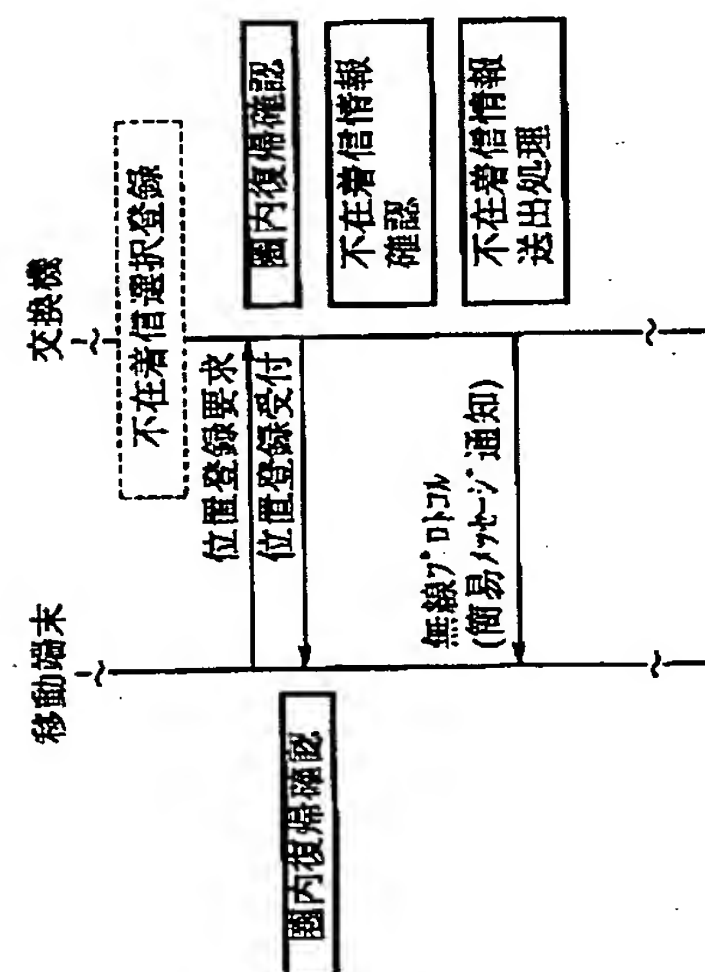 移動端末
交換機
不在着信選択登録
位置登録要求
圏内復帰確認
位置登録受付
圏内復帰確認
不在着信情報
確認
無線ﾌﾟﾛﾄｺﾙ
(簡易ﾒｯｾｰｼﾞ通知)
不在着信情報
送出処理